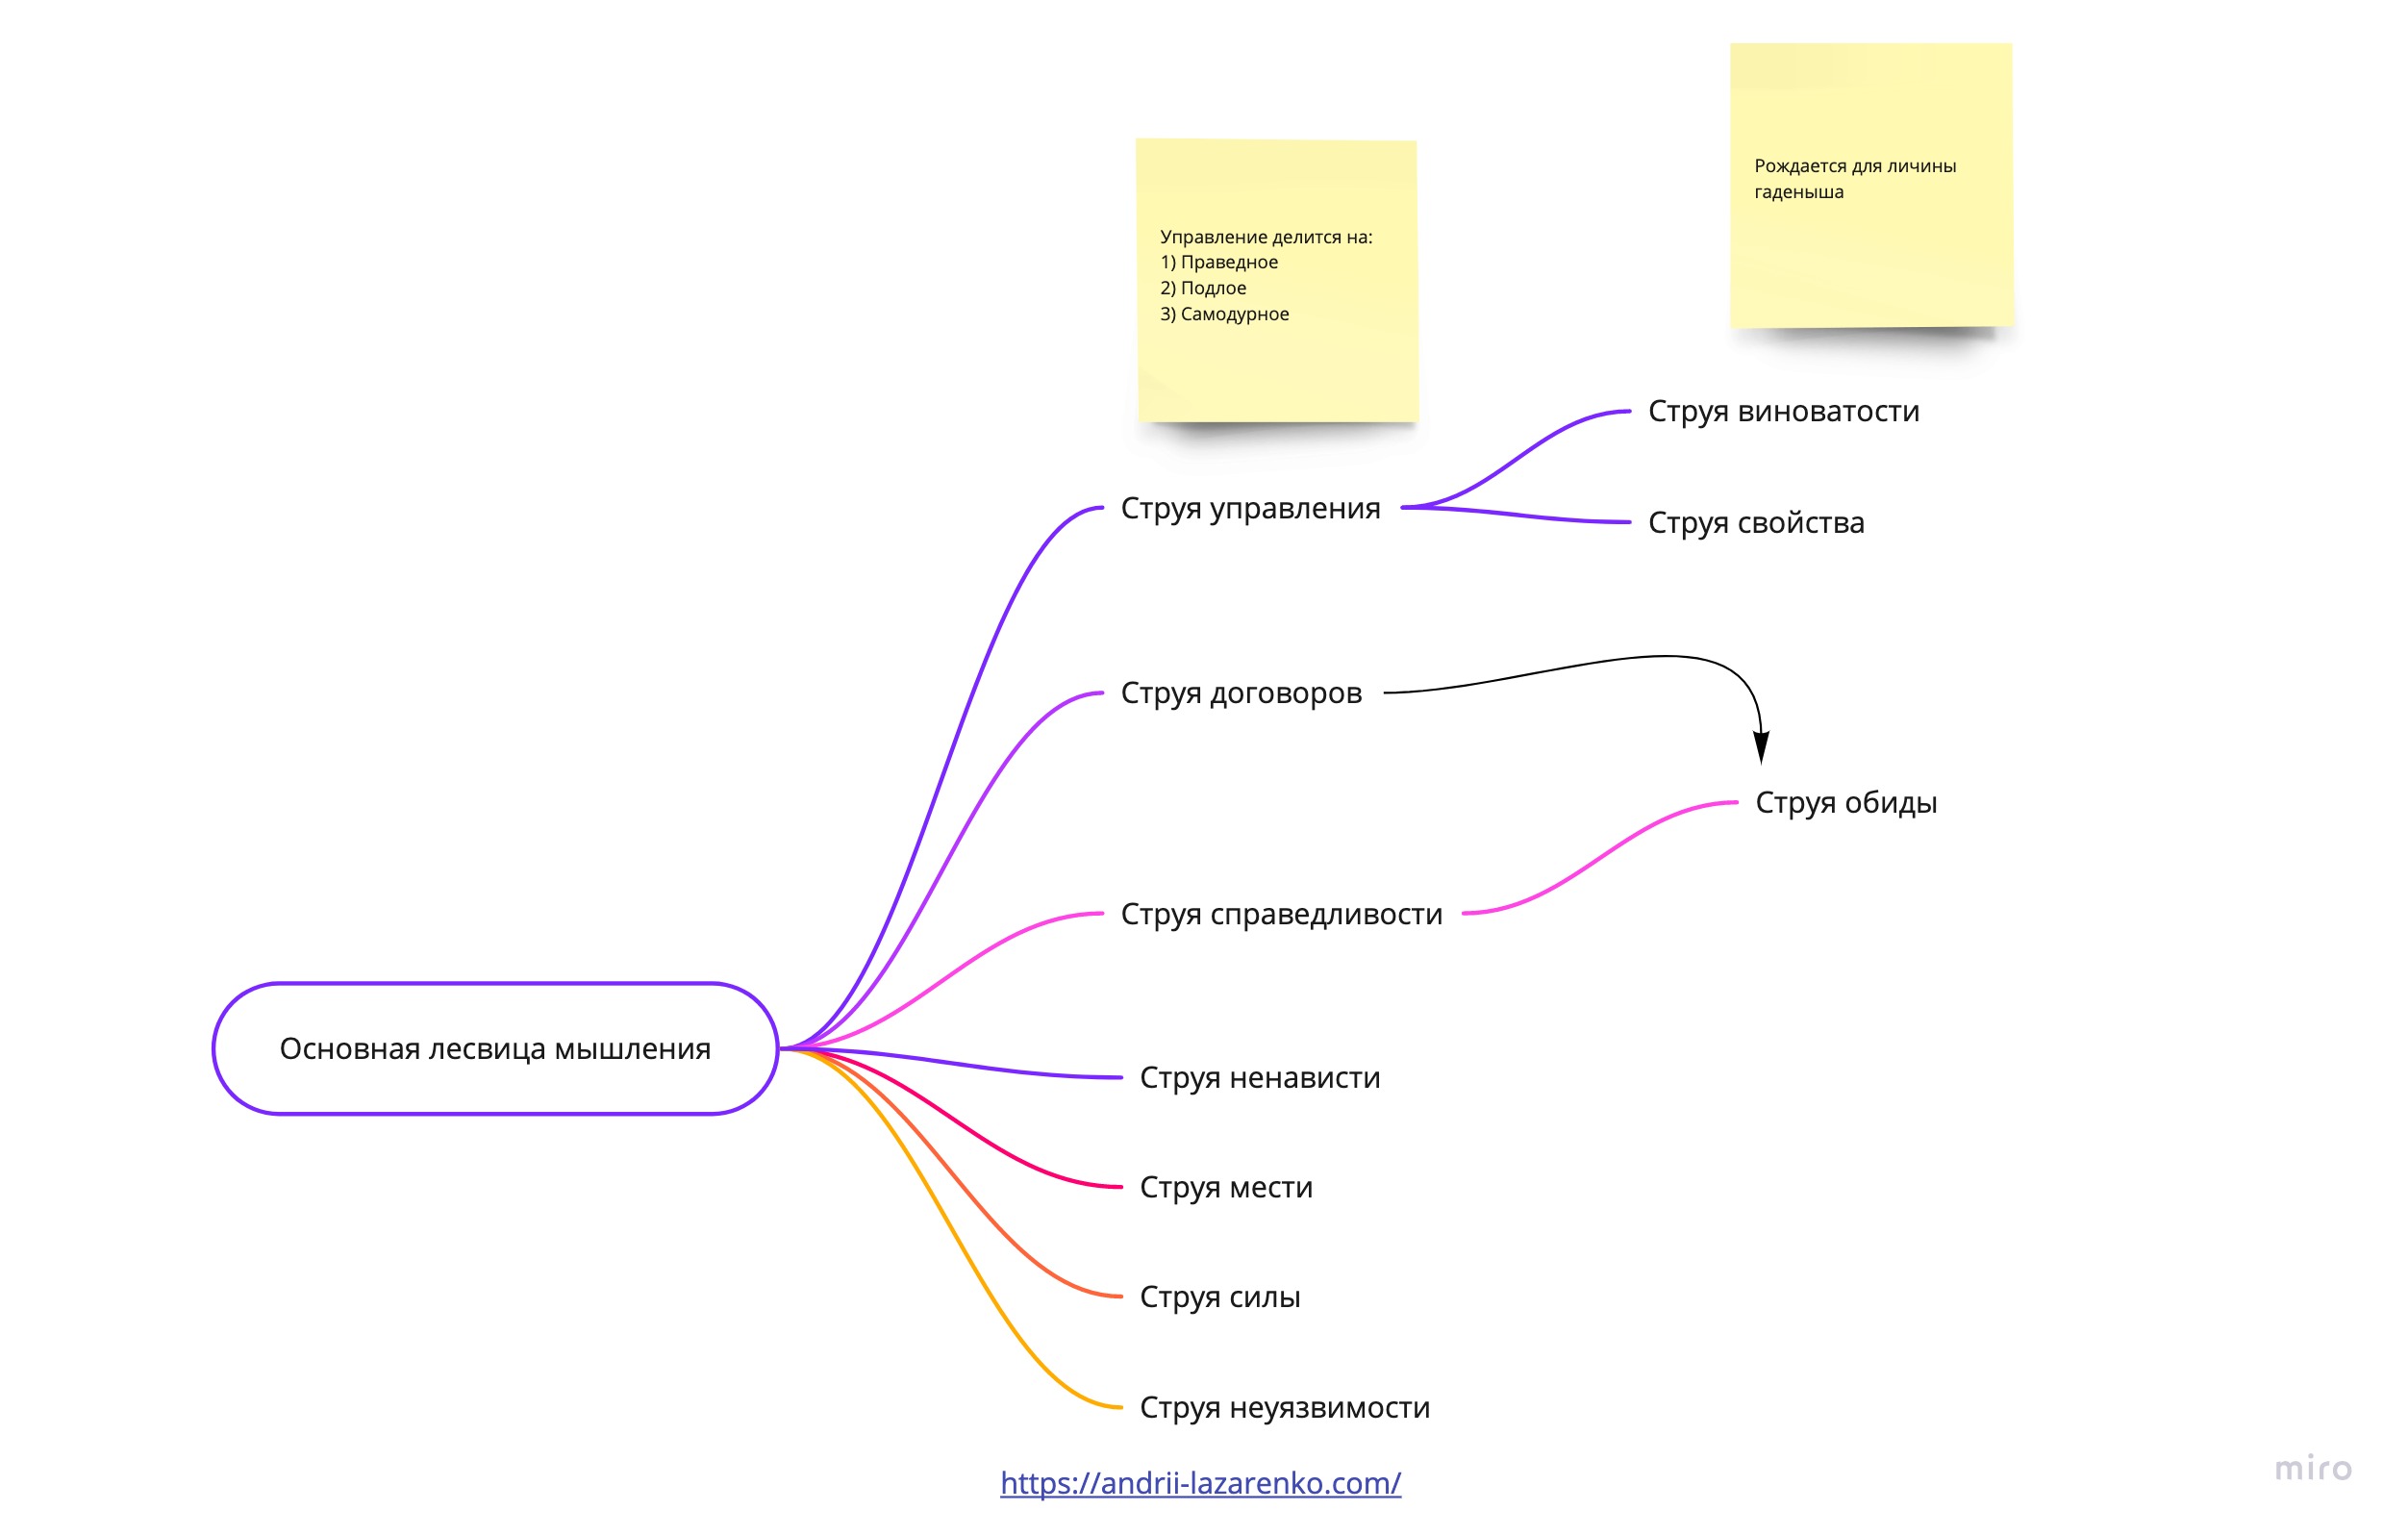 Рождается для личины
гаденыша
Управление делится на:
1) Праведное
2) Подлое
3) Самодурное
Струя виноватости
Струя управления
Струя свойства
Струя договоров
Струя обиды
Струя справедливости
Основная лесвица мышления
Струя ненависти
Струя мести
Струя силы
Струя неуязвимости
https://andrii-lazarenko.com/
miro